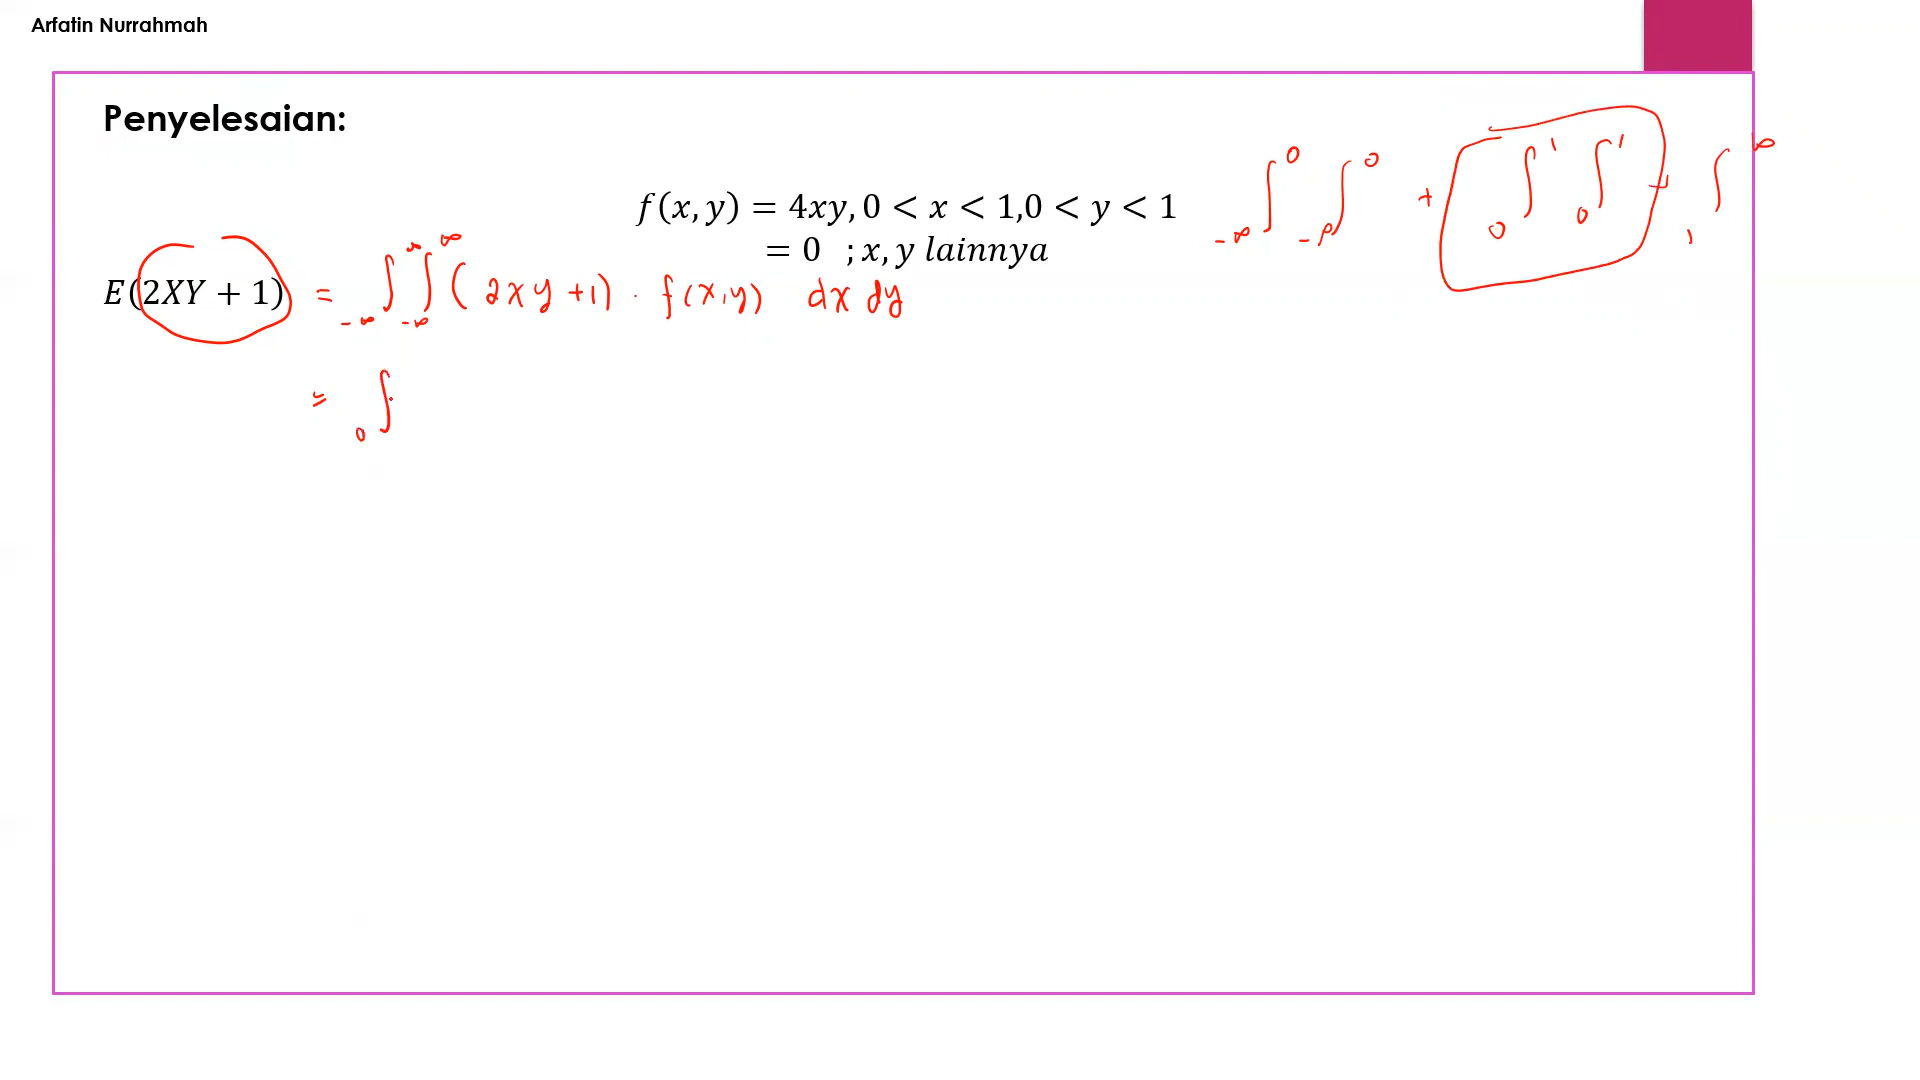 Arfatin Nurrahmah
Penyelesaian:
f(x, y) = 4xy, 0 < x < 1,0 < y < 1
= 0 ; x, y lainnya
∫_{-∞}^{0} ∫_{-∞}^{0} + ∫_{0}^{1} ∫_{0}^{1} + ∫_{1}^{∞}
E(2XY + 1) = ∫_{-∞}^{∞} ∫_{-∞}^{∞} (2xy + 1) · f(x,y) dx dy
= ∫_{0}